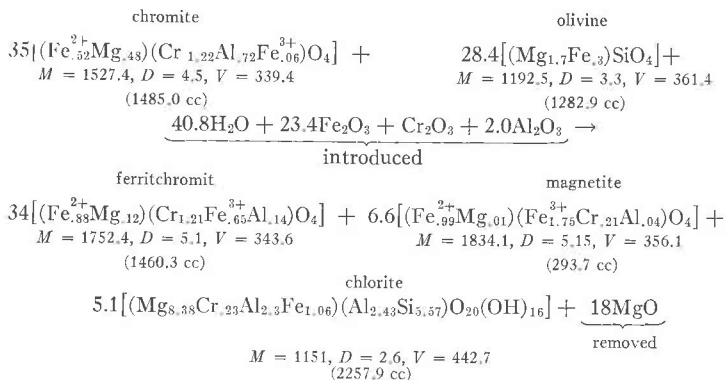 chromite olivine
35[(Fe²⁺.₅₂Mg.₄₈)(Cr₁.₂₂Al.₇₂Fe³⁺.₀₆)O₄] + 28.4[(Mg₁.₇Fe.₃)SiO₄]+
M = 1527.4, D = 4.5, V = 339.4 M = 1192.5, D = 3.3, V = 361.4
(1485.0 cc) (1282.9 cc)
40.8H₂O + 23.4Fe₂O₃ + Cr₂O₃ + 2.0Al₂O₃ →
introduced
ferritchromit magnetite
34[(Fe²⁺.₈₈Mg.₁₂)(Cr₁.₂₁Fe³⁺.₆₅Al.₁₄)O₄] + 6.6[(Fe²⁺.₉₉Mg.₀₁)(Fe³⁺₁.₇₅Cr.₂₁Al.₀₄)O₄] +
M = 1752.4, D = 5.1, V = 343.6 M = 1834.1, D = 5.15, V = 356.1
(1460.3 cc) (293.7 cc)
chlorite
5.1[(Mg₈.₃₈Cr.₂₃Al₂.₃Fe₁.₀₆)(Al₂.₄₃Si₅.₅₇)O₂₀(OH)₁₆] + 18MgO
removed
M = 1151, D = 2.6, V = 442.7
(2257.9 cc)